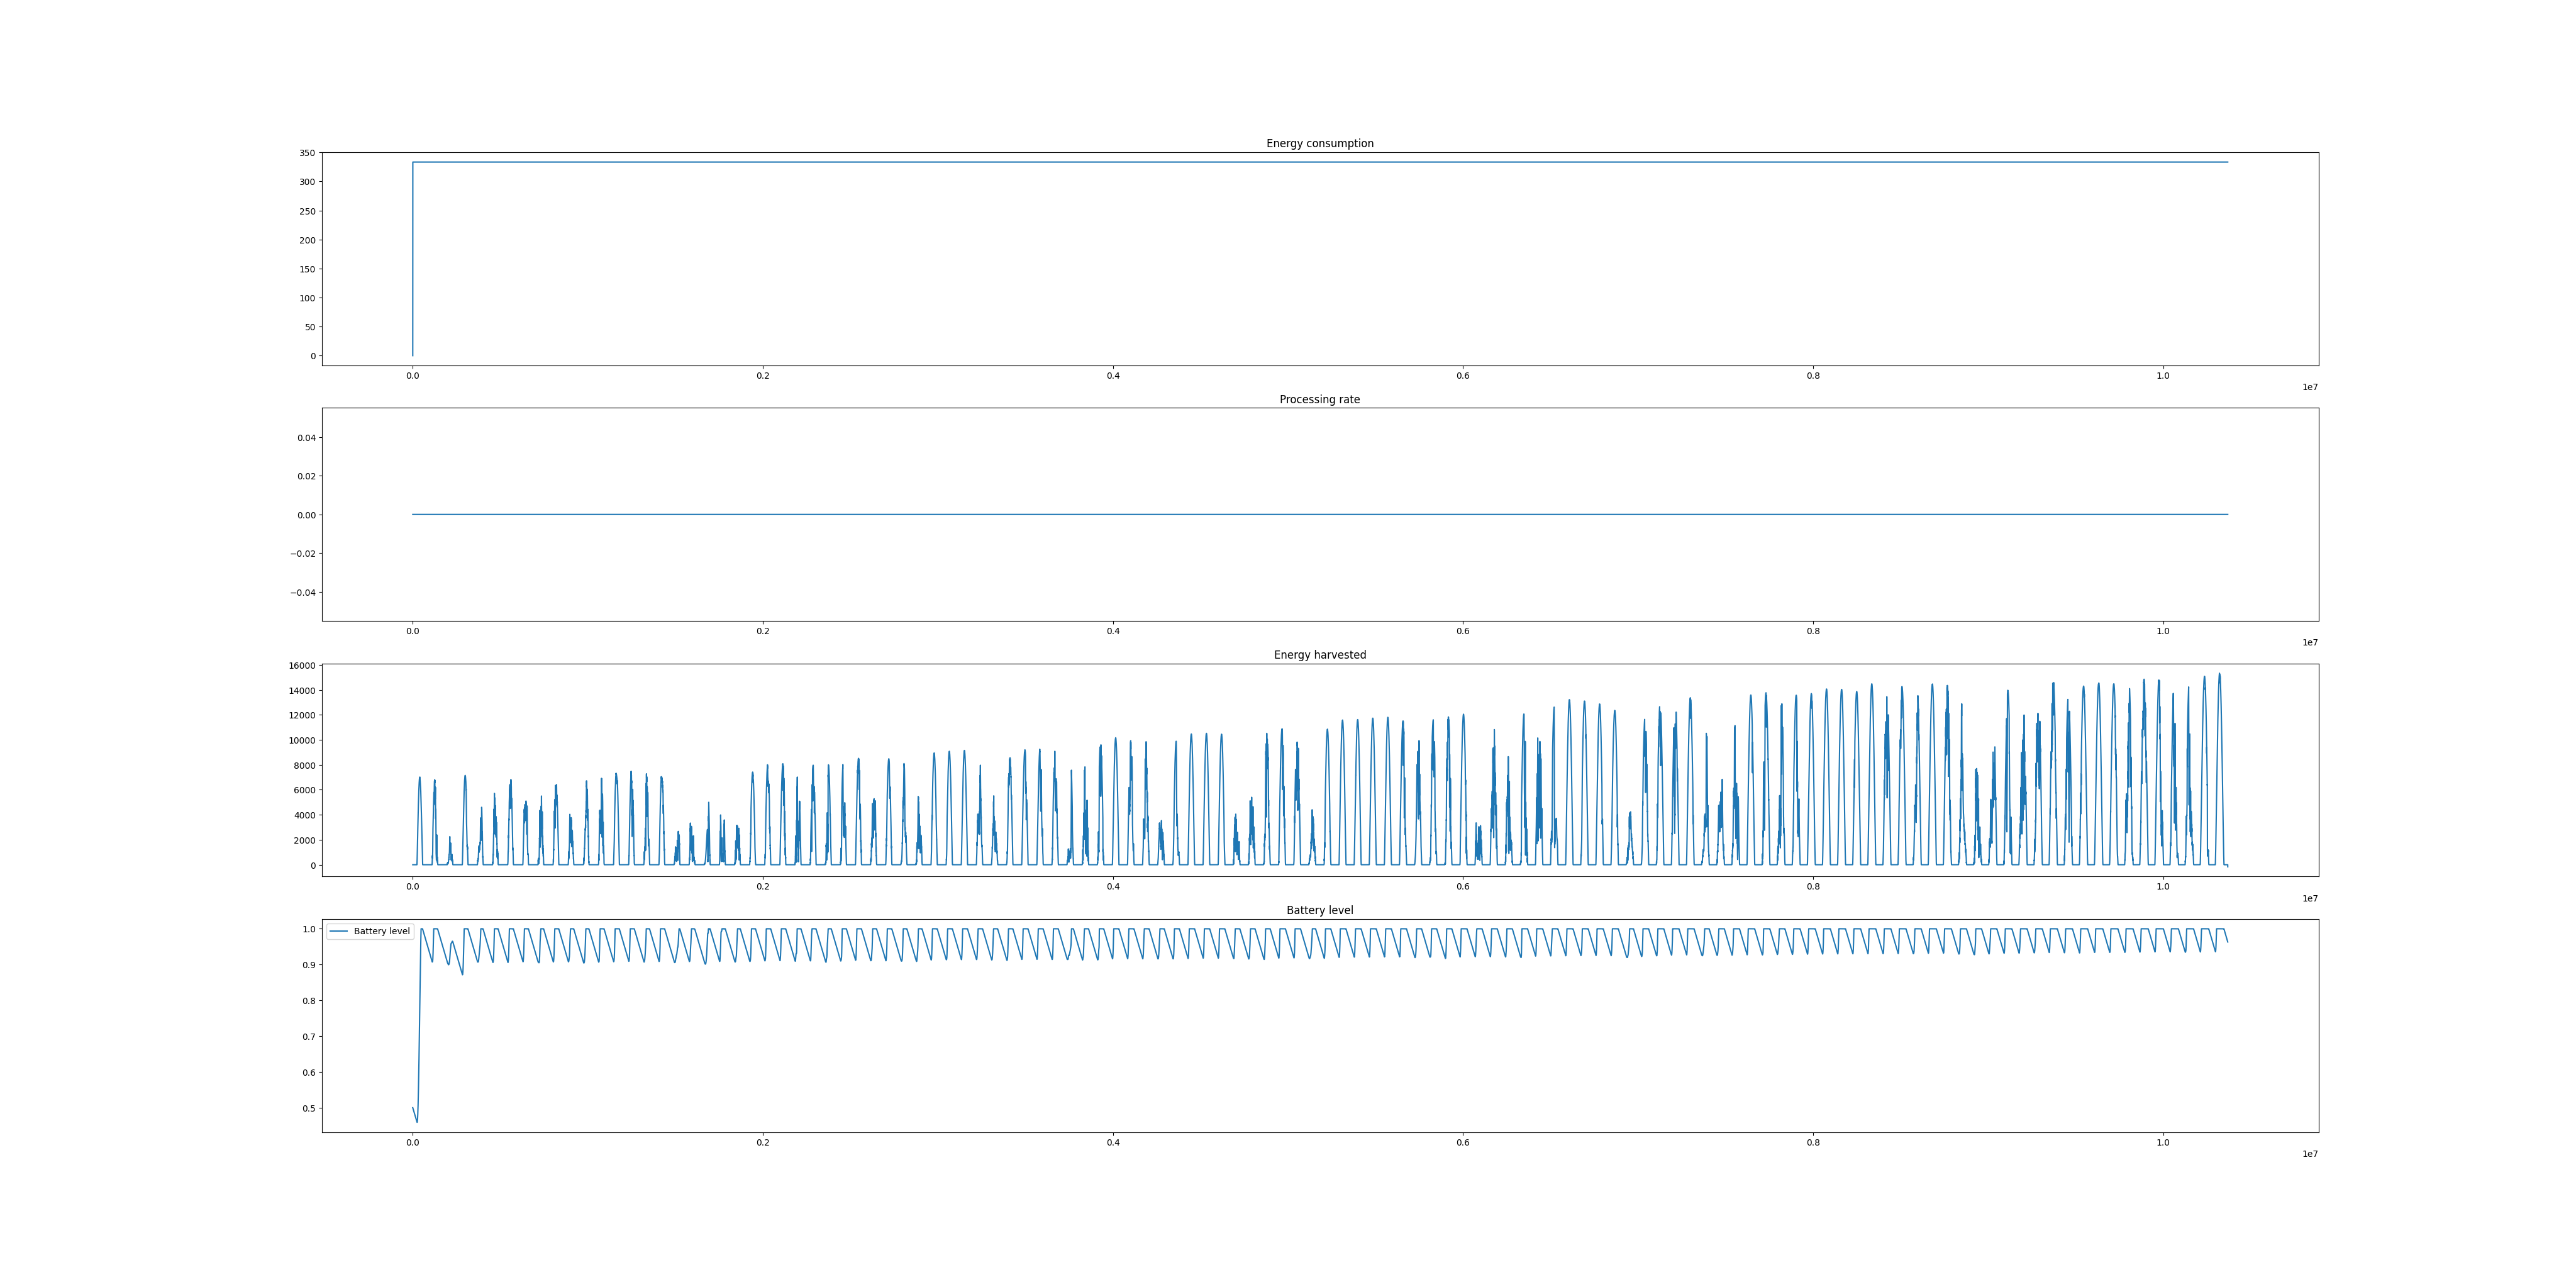 Energy consumption
350
300
250
200
150
100
50
0
0.0 0.2 0.4 0.6 0.8 1.0
1e7
Processing rate
0.04
0.02
0.00
−0.02
−0.04
0.0 0.2 0.4 0.6 0.8 1.0
1e7
Energy harvested
16000
14000
12000
10000
8000
6000
4000
2000
0
0.0 0.2 0.4 0.6 0.8 1.0
1e7
Battery level
Battery level
1.0
0.9
0.8
0.7
0.6
0.5
0.0 0.2 0.4 0.6 0.8 1.0
1e7